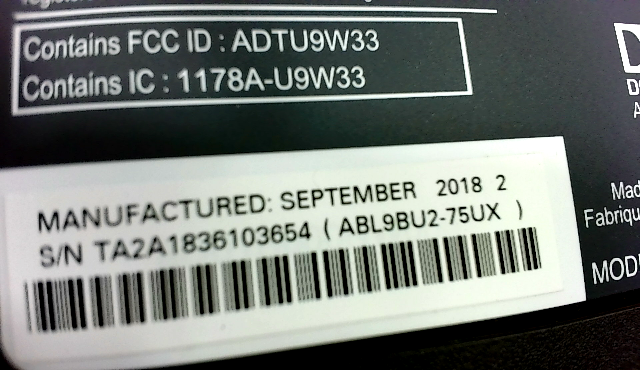 Contains FCC ID : ADTU9W33
Contains IC : 1178A-U9W33
MANUFACTURED: SEPTEMBER 2018 2
S/N TA2A1836103654 ( ABL9BU2-75UX )
D
Mad
Fabriqu
MOD